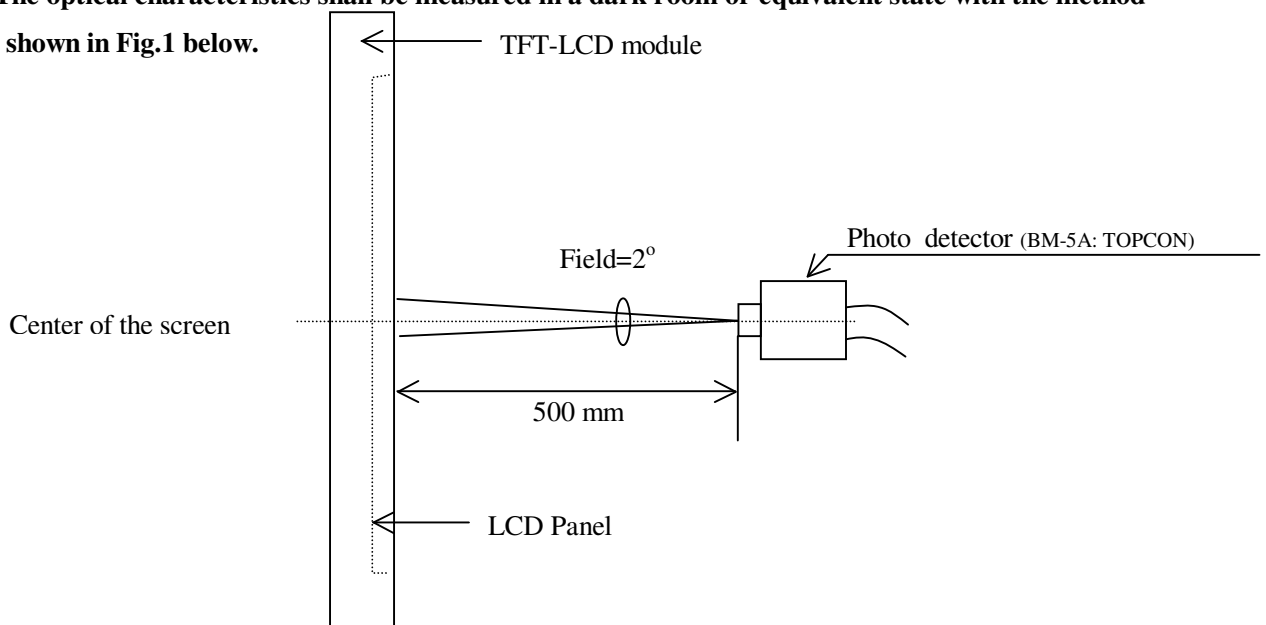 The optical characteristics shall be measured in a dark room or equivalent state with the method
shown in Fig.1 below.
TFT-LCD module
Photo detector (BM-5A: TOPCON)
Field=2°
Center of the screen
500 mm
LCD Panel